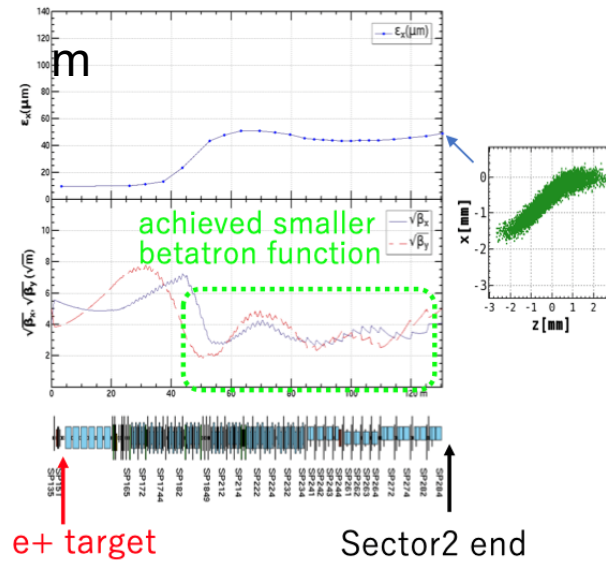 140
m
εx(μm)
120
100
80
60
40
20
0
εx(μm)
achieved smaller
betatron function
√βx
√βy
10
8
6
4
2
√βx, √βy (√m)
0 20 40 60 80 100 120 m
0
-1
-2
-3
x [mm]
-3 -2 -1 0 1 2
z [mm]
SP135
SP151
SP165
SP172
SP1744
SP182
SP1849
SP212
SP214
SP222
SP224
SP232
SP234
SP241
SP242
SP243
SP244
SP261
SP262
SP263
SP264
SP272
SP274
SP282
SP284
e+ target
Sector2 end